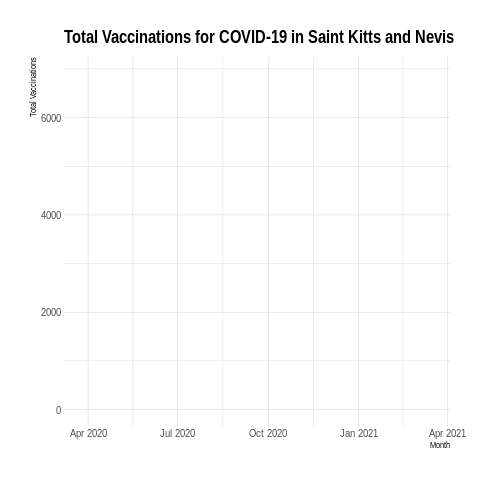 Total Vaccinations for COVID-19 in Saint Kitts and Nevis
Total Vaccinations
6000
4000
2000
0
Apr 2020 Jul 2020 Oct 2020 Jan 2021 Apr 2021
Month